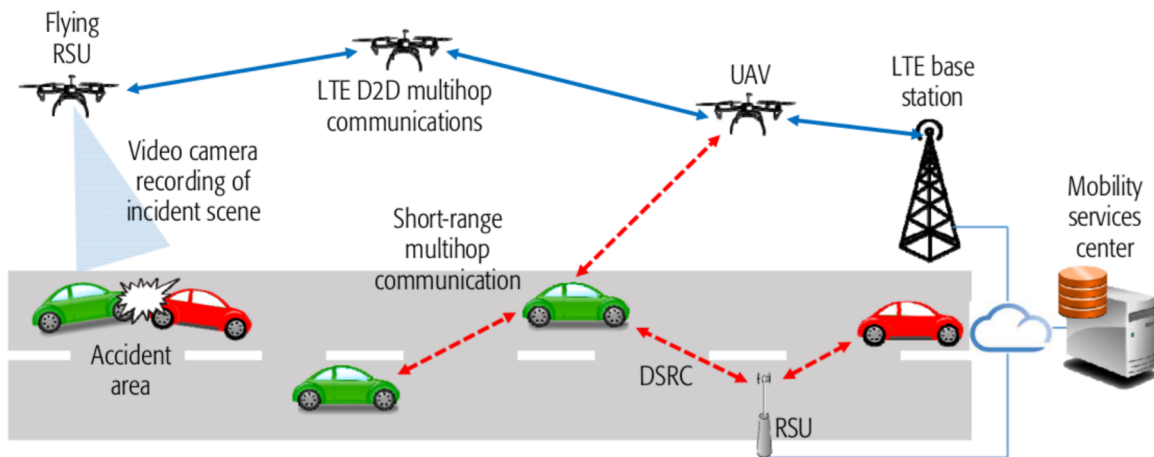 Flying
RSU
LTE D2D multihop
communications
UAV
LTE base
station
Video camera
recording of
incident scene
Short-range
multihop
communication
Mobility
services
center
Accident
area
DSRC
RSU